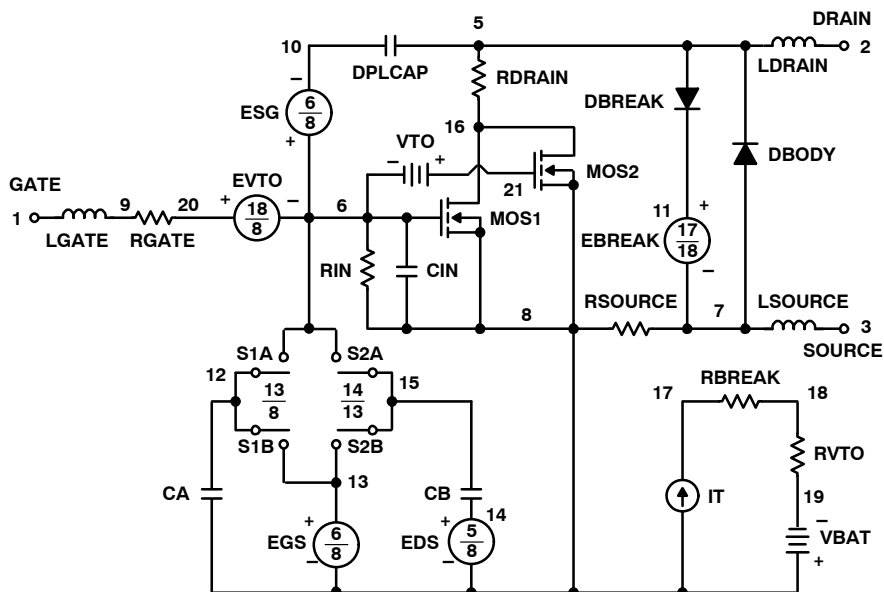 5 DRAIN
10 2
DPLCAP LDRAIN
RDRAIN
DBREAK
− 6 8
ESG +
16 VTO
− + DBODY
GATE EVTO MOS2
21
1 9 20 + 18 8 − 6 11 +
MOS1
LGATE RGATE EBREAK 17 18
−
RIN CIN
8 RSOURCE 7 LSOURCE
3
SOURCE
S1A S2A
12 13 8 14 13 15 17 RBREAK 18
S1B S2B
RVTO
13
CA CB IT 19
14
+ + −
EGS 6 8 EDS 5 8 VBAT
− − +